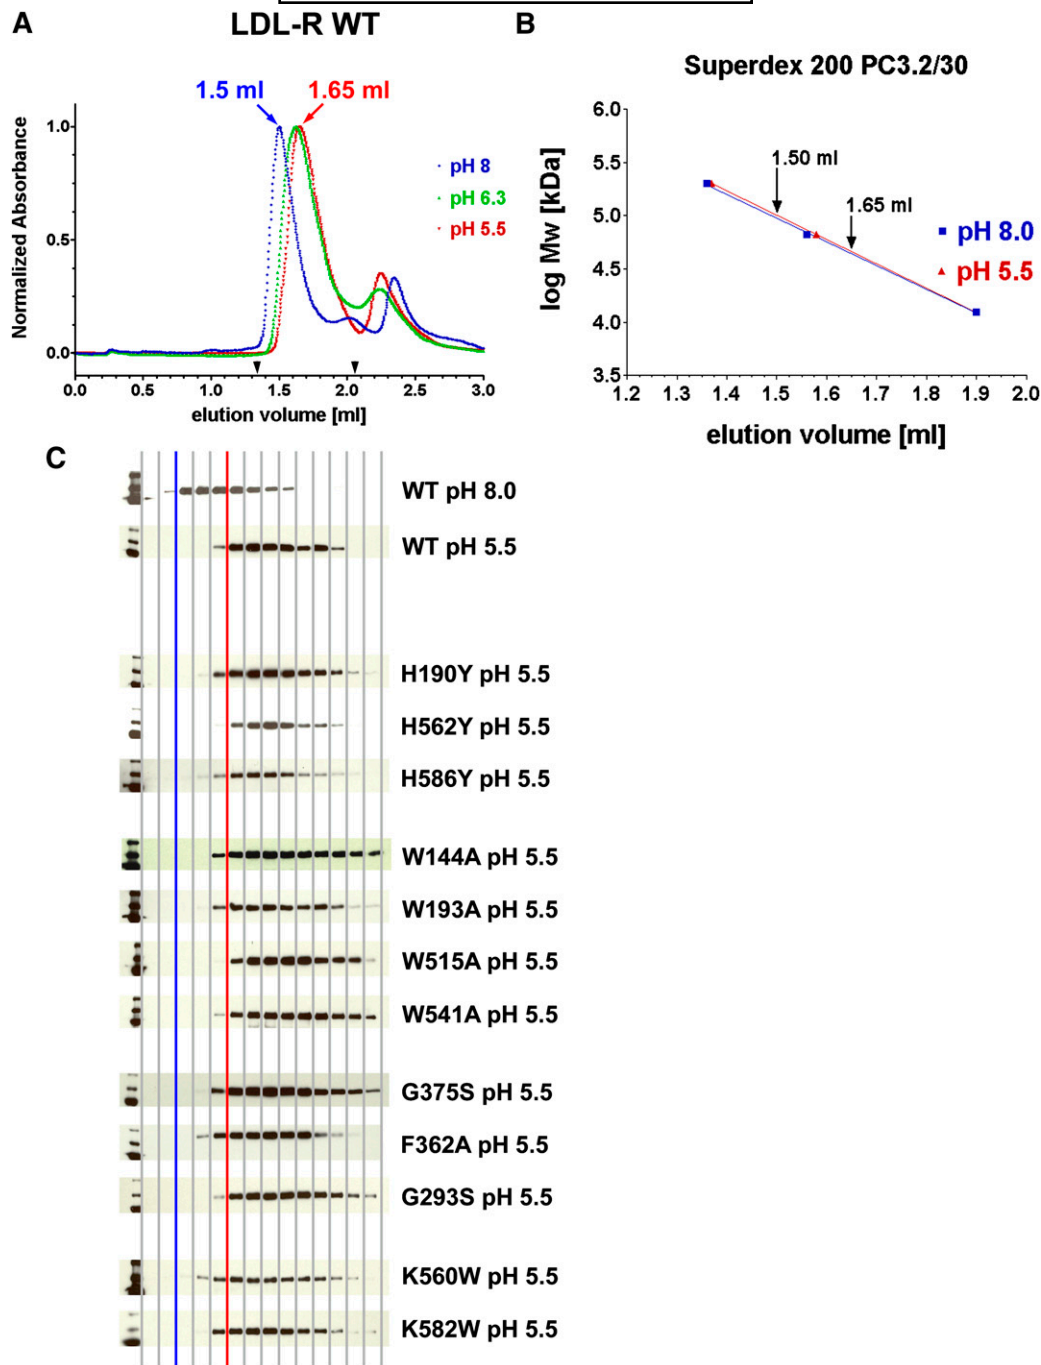 A
LDL-R WT
1.5 ml
1.65 ml
Normalized Absorbance
1.0
0.5
0.0
pH 8
pH 6.3
pH 5.5
0.0 0.5 1.0 1.5 2.0 2.5 3.0
elution volume [ml]
B
Superdex 200 PC3.2/30
log Mw [kDa]
6.0
5.5
5.0
4.5
4.0
3.5
1.50 ml
1.65 ml
pH 8.0
pH 5.5
1.2 1.3 1.4 1.5 1.6 1.7 1.8 1.9 2.0
elution volume [ml]
C
WT pH 8.0
WT pH 5.5
H190Y pH 5.5
H562Y pH 5.5
H586Y pH 5.5
W144A pH 5.5
W193A pH 5.5
W515A pH 5.5
W541A pH 5.5
G375S pH 5.5
F362A pH 5.5
G293S pH 5.5
K560W pH 5.5
K582W pH 5.5